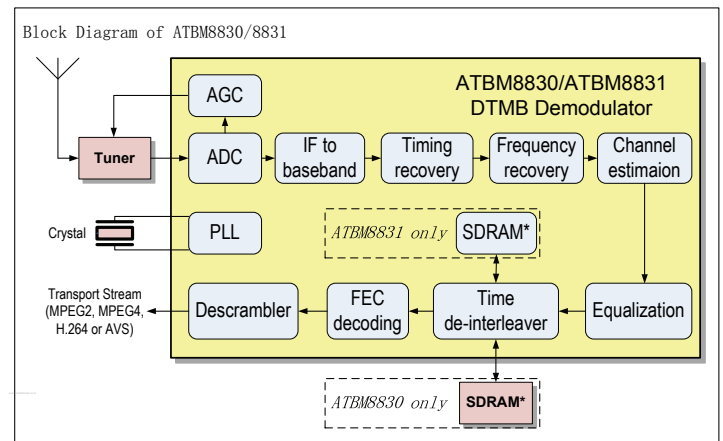 Block Diagram of ATBM8830/8831
ATBM8830/ATBM8831
DTMB Demodulator
AGC
Tuner
ADC
IF to
baseband
Timing
recovery
Frequency
recovery
Channel
estimaion
Crystal
PLL
ATBM8831 only
SDRAM*
Transport Stream
(MPEG2, MPEG4,
H.264 or AVS)
Descrambler
FEC
decoding
Time
de-interleaver
Equalization
ATBM8830 only
SDRAM*